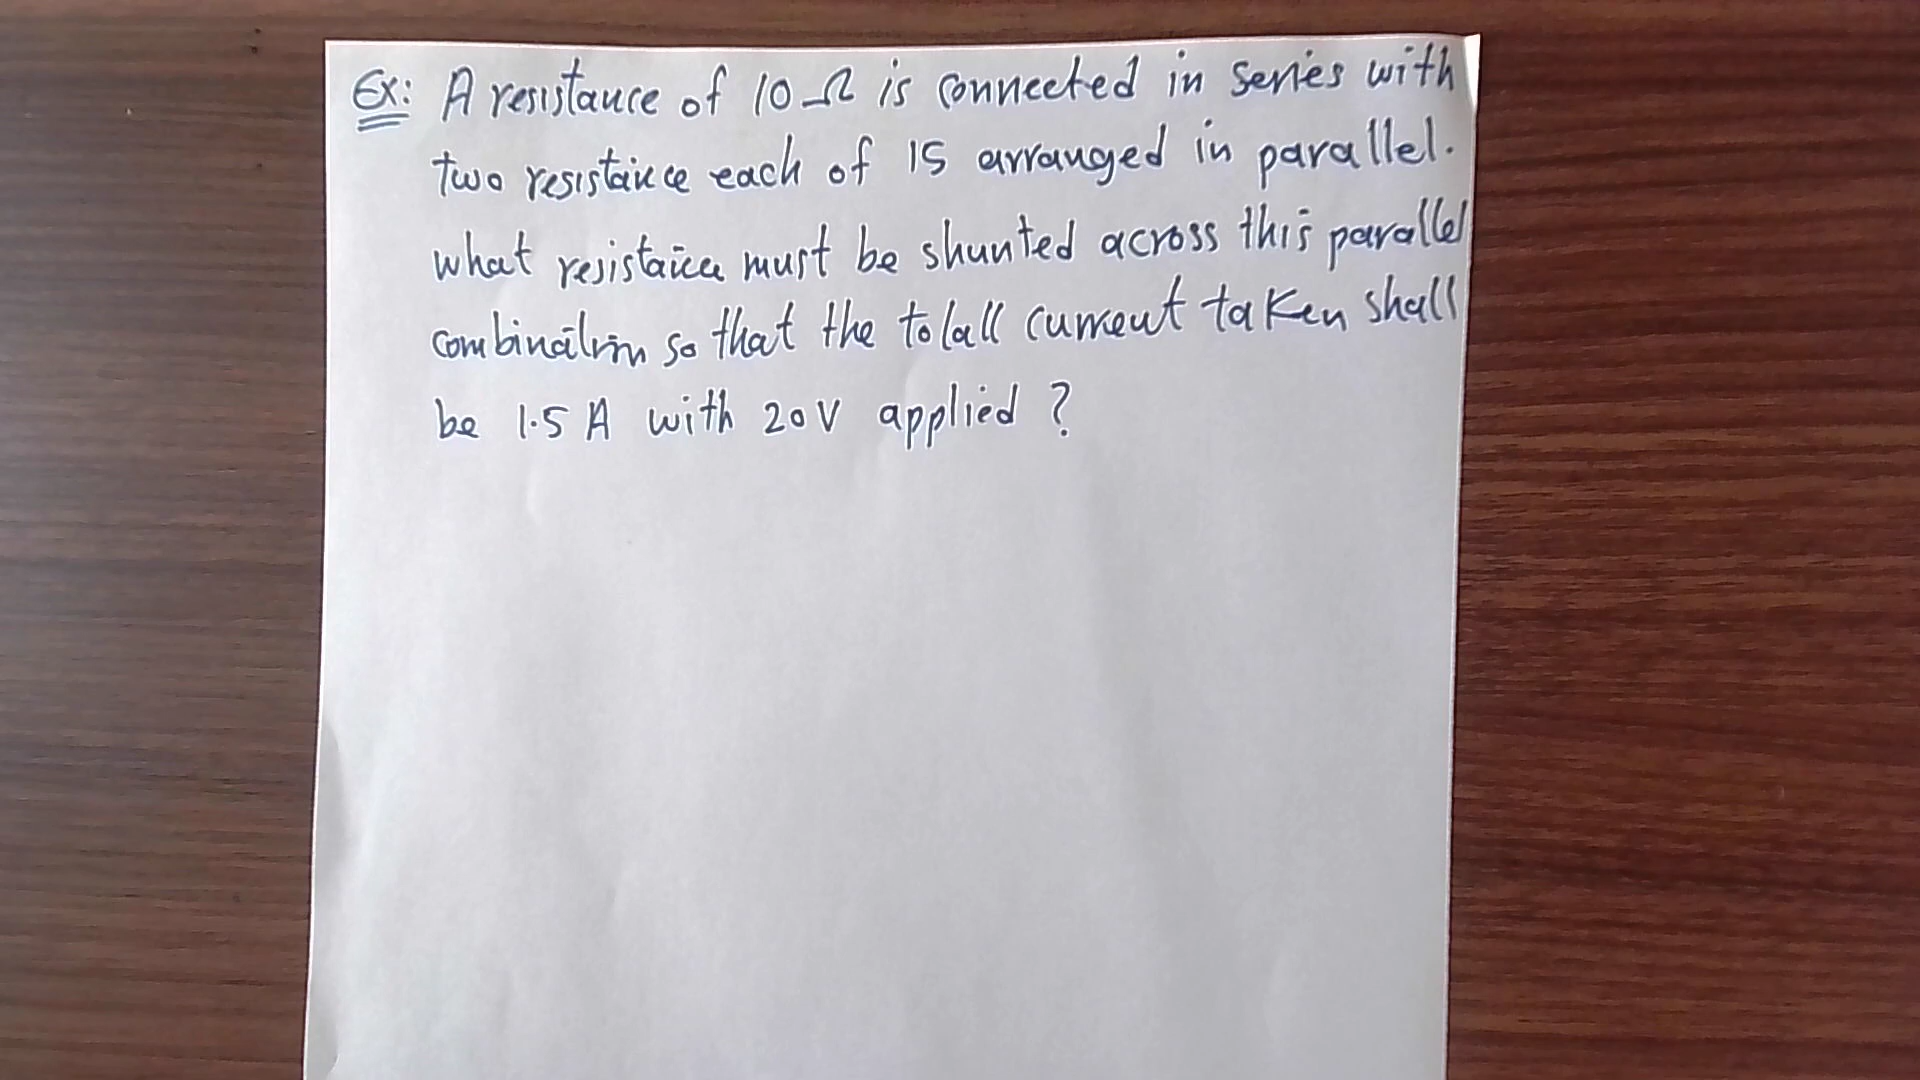 Ex: A resistance of 10 Ω is connected in series with
two resistance each of 15 arranged in parallel.
what resistance must be shunted across this parallel
combination so that the totall current taken shall
be 1.5 A with 20V applied ?